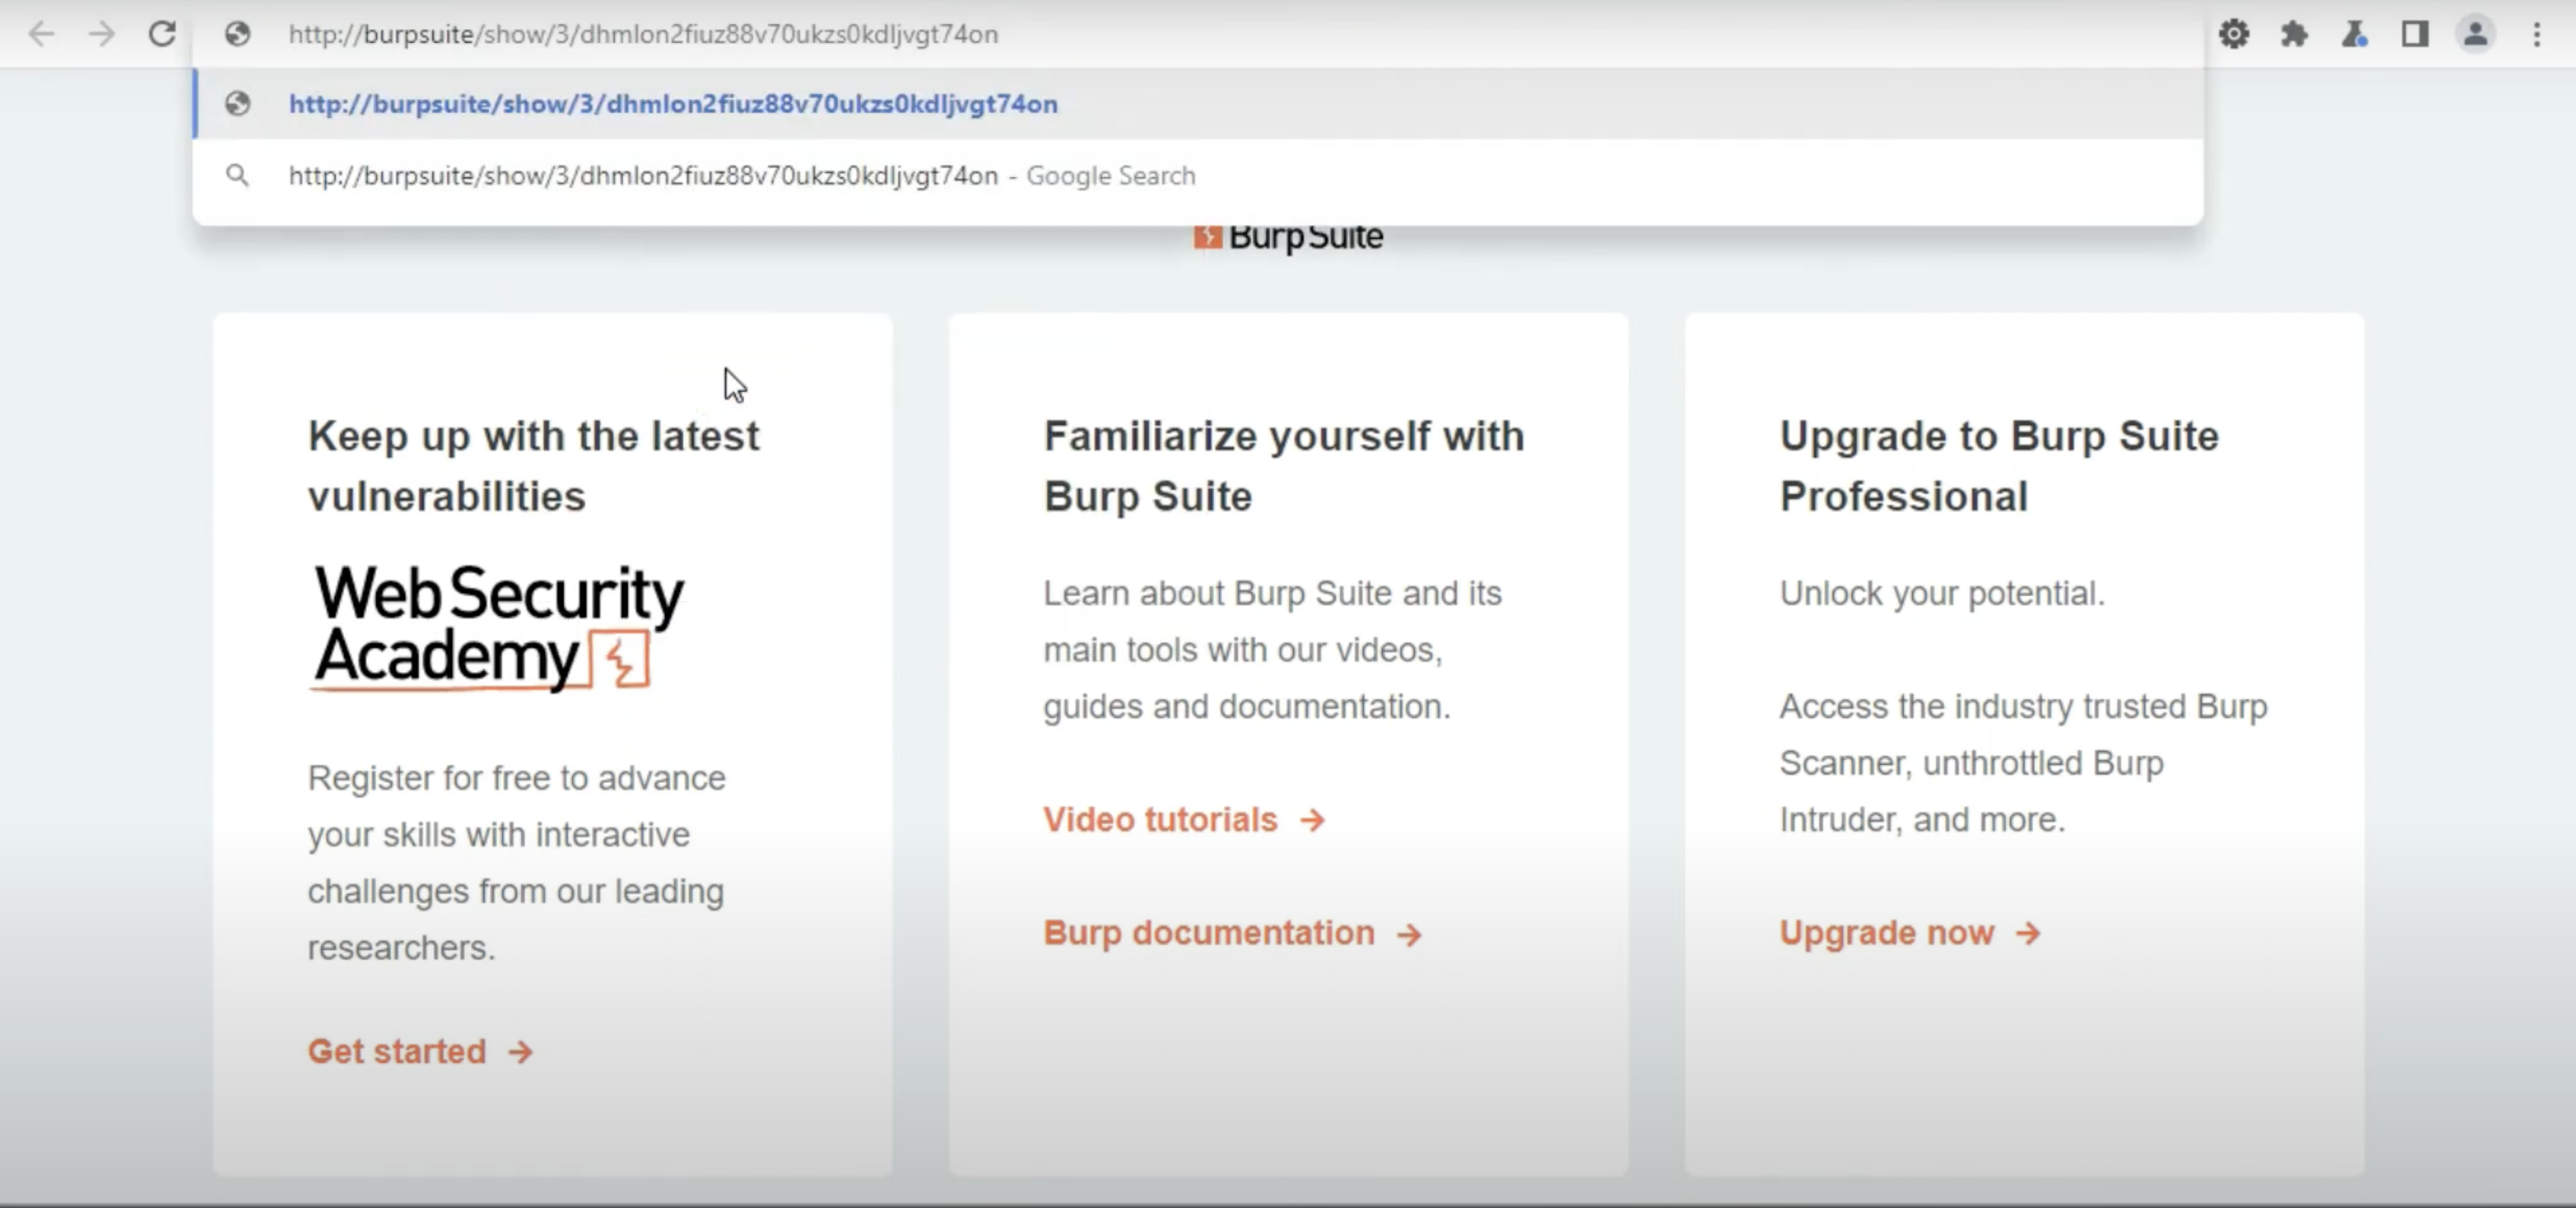 http://burpsuite/show/3/dhmlon2fiuz88v70ukzs0kdljvgt74on
http://burpsuite/show/3/dhmlon2fiuz88v70ukzs0kdljvgt74on
http://burpsuite/show/3/dhmlon2fiuz88v70ukzs0kdljvgt74on - Google Search
Burp Suite
Keep up with the latest
vulnerabilities
Web Security
Academy
Register for free to advance
your skills with interactive
challenges from our leading
researchers.
Get started →
Familiarize yourself with
Burp Suite
Learn about Burp Suite and its
main tools with our videos,
guides and documentation.
Video tutorials →
Burp documentation →
Upgrade to Burp Suite
Professional
Unlock your potential.
Access the industry trusted Burp
Scanner, unthrottled Burp
Intruder, and more.
Upgrade now →